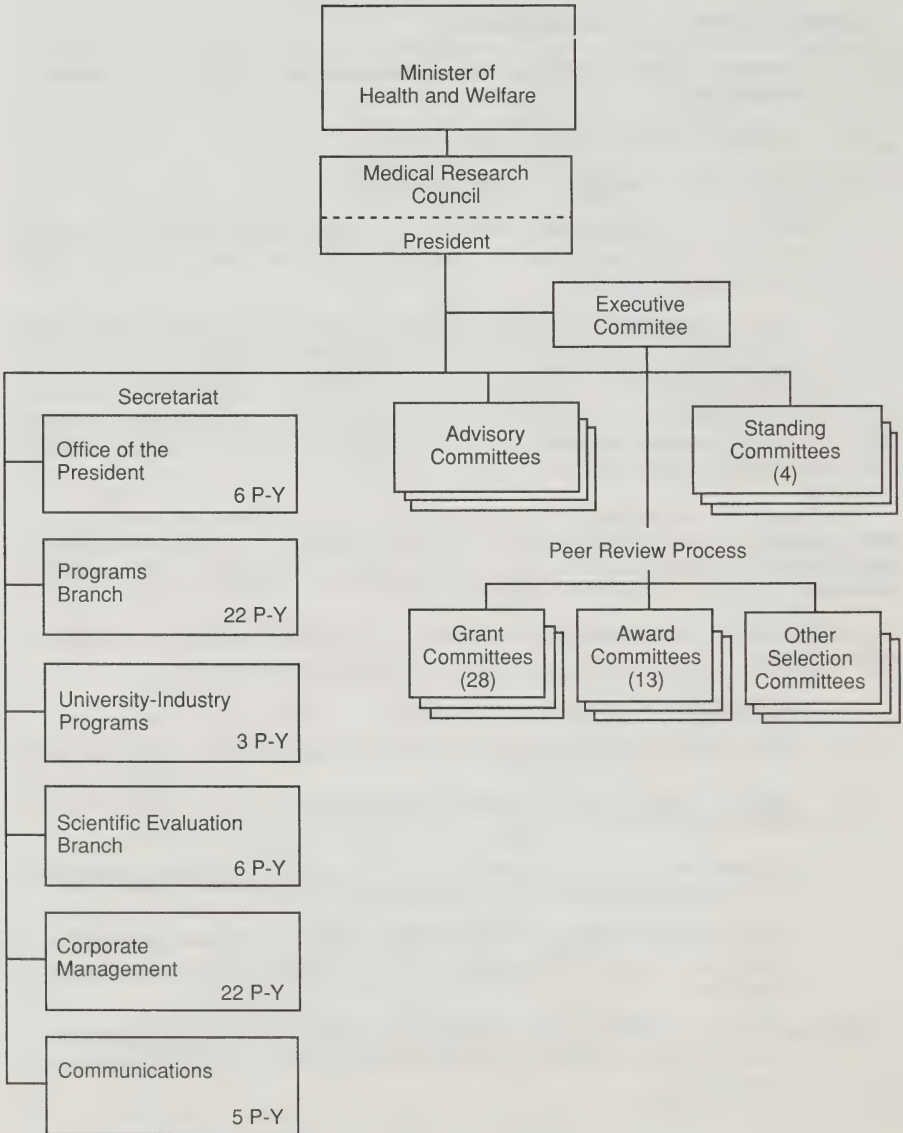 Minister of
Health and Welfare
Medical Research
Council
President
Executive
Commitee
Secretariat
Office of the
President
6 P-Y
Programs
Branch
22 P-Y
University-Industry
Programs
3 P-Y
Scientific Evaluation
Branch
6 P-Y
Corporate
Management
22 P-Y
Communications
5 P-Y
Advisory
Committees
Standing
Committees
(4)
Peer Review Process
Grant
Committees
(28)
Award
Committees
(13)
Other
Selection
Committees